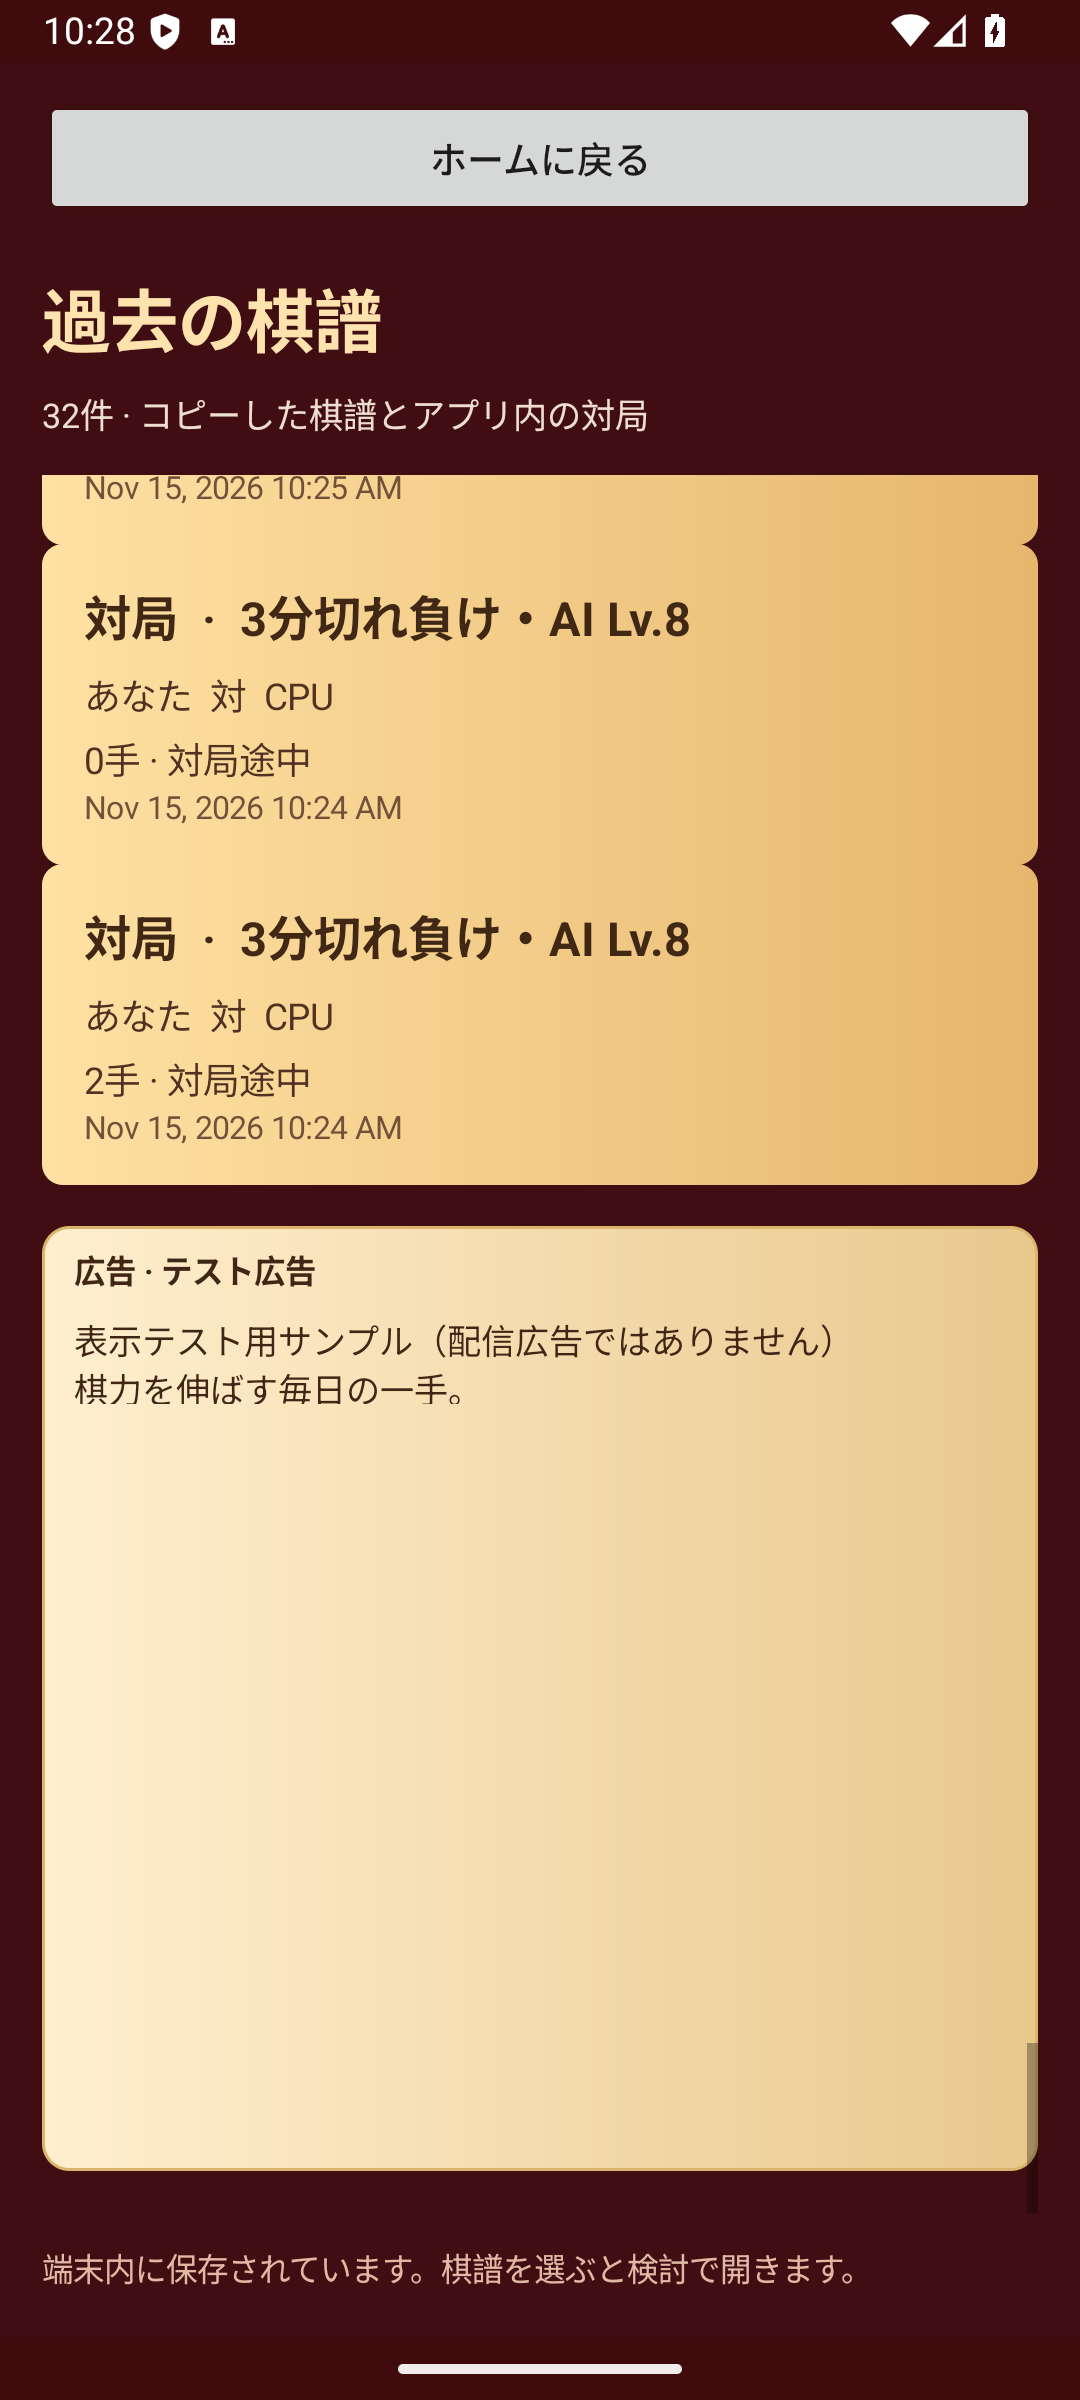 10:28
ホームに戻る
過去の棋譜
32件 · コピーした棋譜とアプリ内の対局
Nov 15, 2026 10:25 AM
対局 · 3分切れ負け・AI Lv.8
あなた 対 CPU
0手 · 対局途中
Nov 15, 2026 10:24 AM
対局 · 3分切れ負け・AI Lv.8
あなた 対 CPU
2手 · 対局途中
Nov 15, 2026 10:24 AM
広告 · テスト広告
表示テスト用サンプル（配信広告ではありません）
棋力を伸ばす毎日の一手。
端末内に保存されています。棋譜を選ぶと検討で開きます。